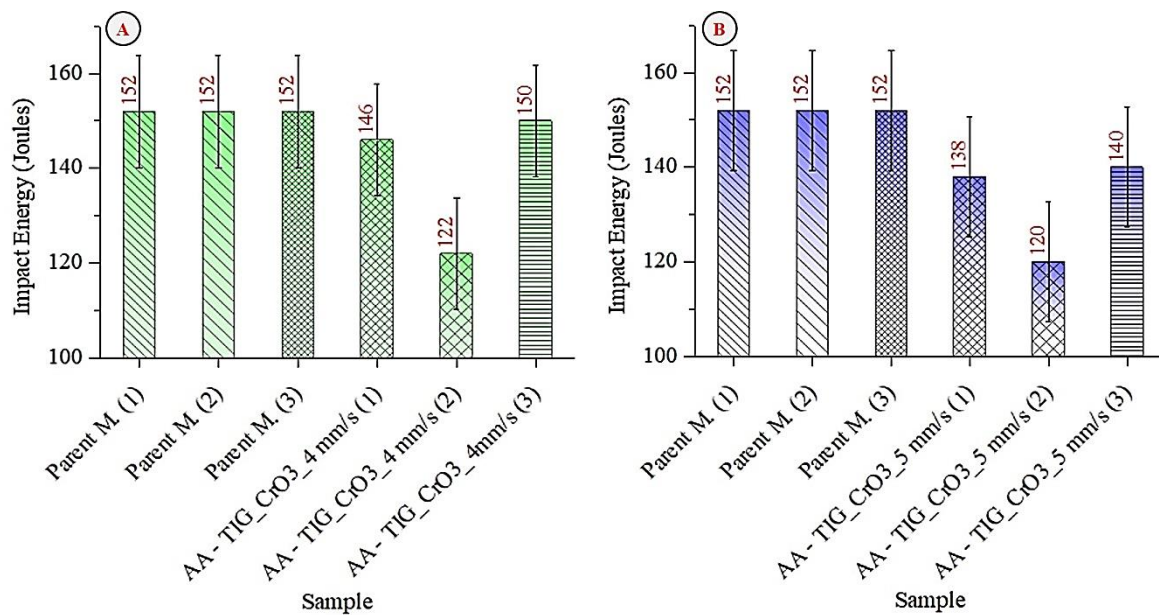 A
Impact Energy (Joules)
160
140
120
100
152
152
152
146
122
150
Parent M. (1)
Parent M. (2)
Parent M. (3)
AA - TIG_CrO3_4 mm/s (1)
AA - TIG_CrO3_4 mm/s (2)
AA - TIG_CrO3_4mm/s (3)
Sample
B
Impact Energy (Joules)
160
140
120
100
152
152
152
138
120
140
Parent M. (1)
Parent M. (2)
Parent M. (3)
AA - TIG_CrO3_5 mm/s (1)
AA - TIG_CrO3_5 mm/s (2)
AA - TIG_CrO3_5 mm/s (3)
Sample